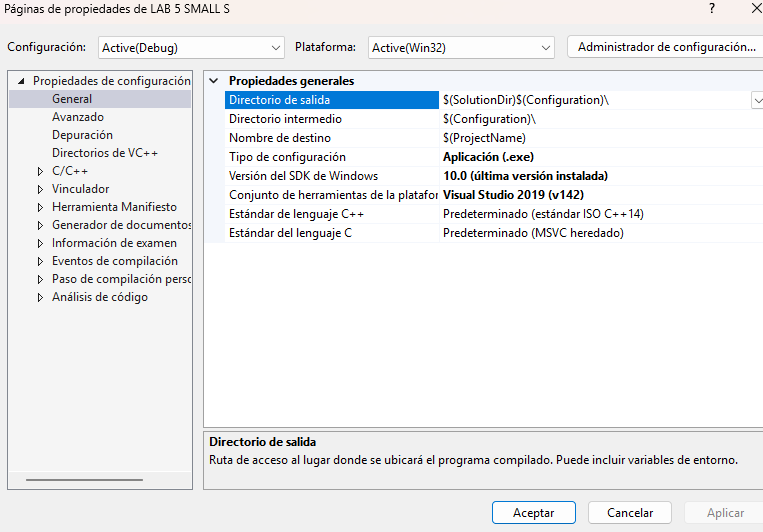 Páginas de propiedades de LAB 5 SMALL S
?
Configuración: Active(Debug) Plataforma: Active(Win32) Administrador de configuración...
Propiedades de configuración
General
Avanzado
Depuración
Directorios de VC++
C/C++
Vinculador
Herramienta Manifiesto
Generador de documentos
Información de examen
Eventos de compilación
Paso de compilación perso
Análisis de código
Propiedades generales
Directorio de salida $(SolutionDir)$(Configuration)\
Directorio intermedio $(Configuration)\
Nombre de destino $(ProjectName)
Tipo de configuración Aplicación (.exe)
Versión del SDK de Windows 10.0 (última versión instalada)
Conjunto de herramientas de la platafor Visual Studio 2019 (v142)
Estándar de lenguaje C++ Predeterminado (estándar ISO C++14)
Estándar del lenguaje C Predeterminado (MSVC heredado)
Directorio de salida
Ruta de acceso al lugar donde se ubicará el programa compilado. Puede incluir variables de entorno.
Aceptar Cancelar Aplicar